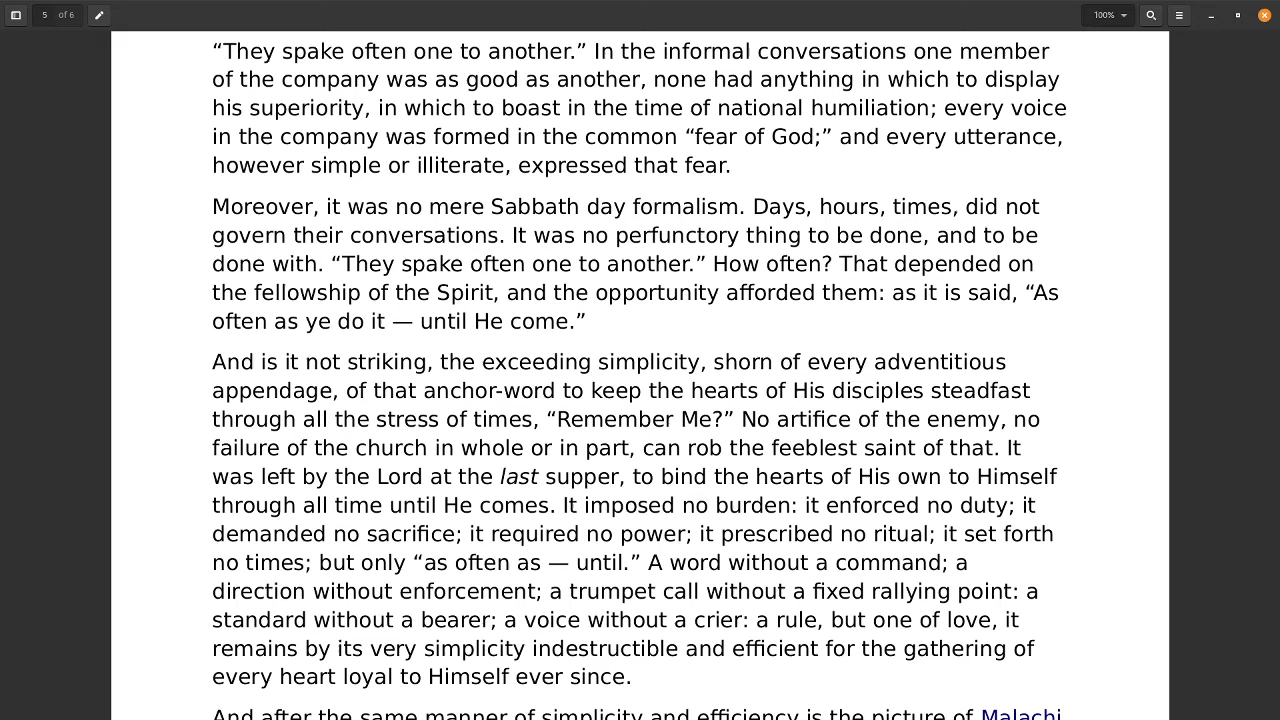 5 of 6
100%
“They spake often one to another.” In the informal conversations one member
of the company was as good as another, none had anything in which to display
his superiority, in which to boast in the time of national humiliation; every voice
in the company was formed in the common “fear of God;” and every utterance,
however simple or illiterate, expressed that fear.
Moreover, it was no mere Sabbath day formalism. Days, hours, times, did not
govern their conversations. It was no perfunctory thing to be done, and to be
done with. “They spake often one to another.” How often? That depended on
the fellowship of the Spirit, and the opportunity afforded them: as it is said, “As
often as ye do it — until He come.”
And is it not striking, the exceeding simplicity, shorn of every adventitious
appendage, of that anchor-word to keep the hearts of His disciples steadfast
through all the stress of times, “Remember Me?” No artifice of the enemy, no
failure of the church in whole or in part, can rob the feeblest saint of that. It
was left by the Lord at the last supper, to bind the hearts of His own to Himself
through all time until He comes. It imposed no burden: it enforced no duty; it
demanded no sacrifice; it required no power; it prescribed no ritual; it set forth
no times; but only “as often as — until.” A word without a command; a
direction without enforcement; a trumpet call without a fixed rallying point: a
standard without a bearer; a voice without a crier: a rule, but one of love, it
remains by its very simplicity indestructible and efficient for the gathering of
every heart loyal to Himself ever since.
And after the same manner of simplicity and efficiency is the picture of Malachi